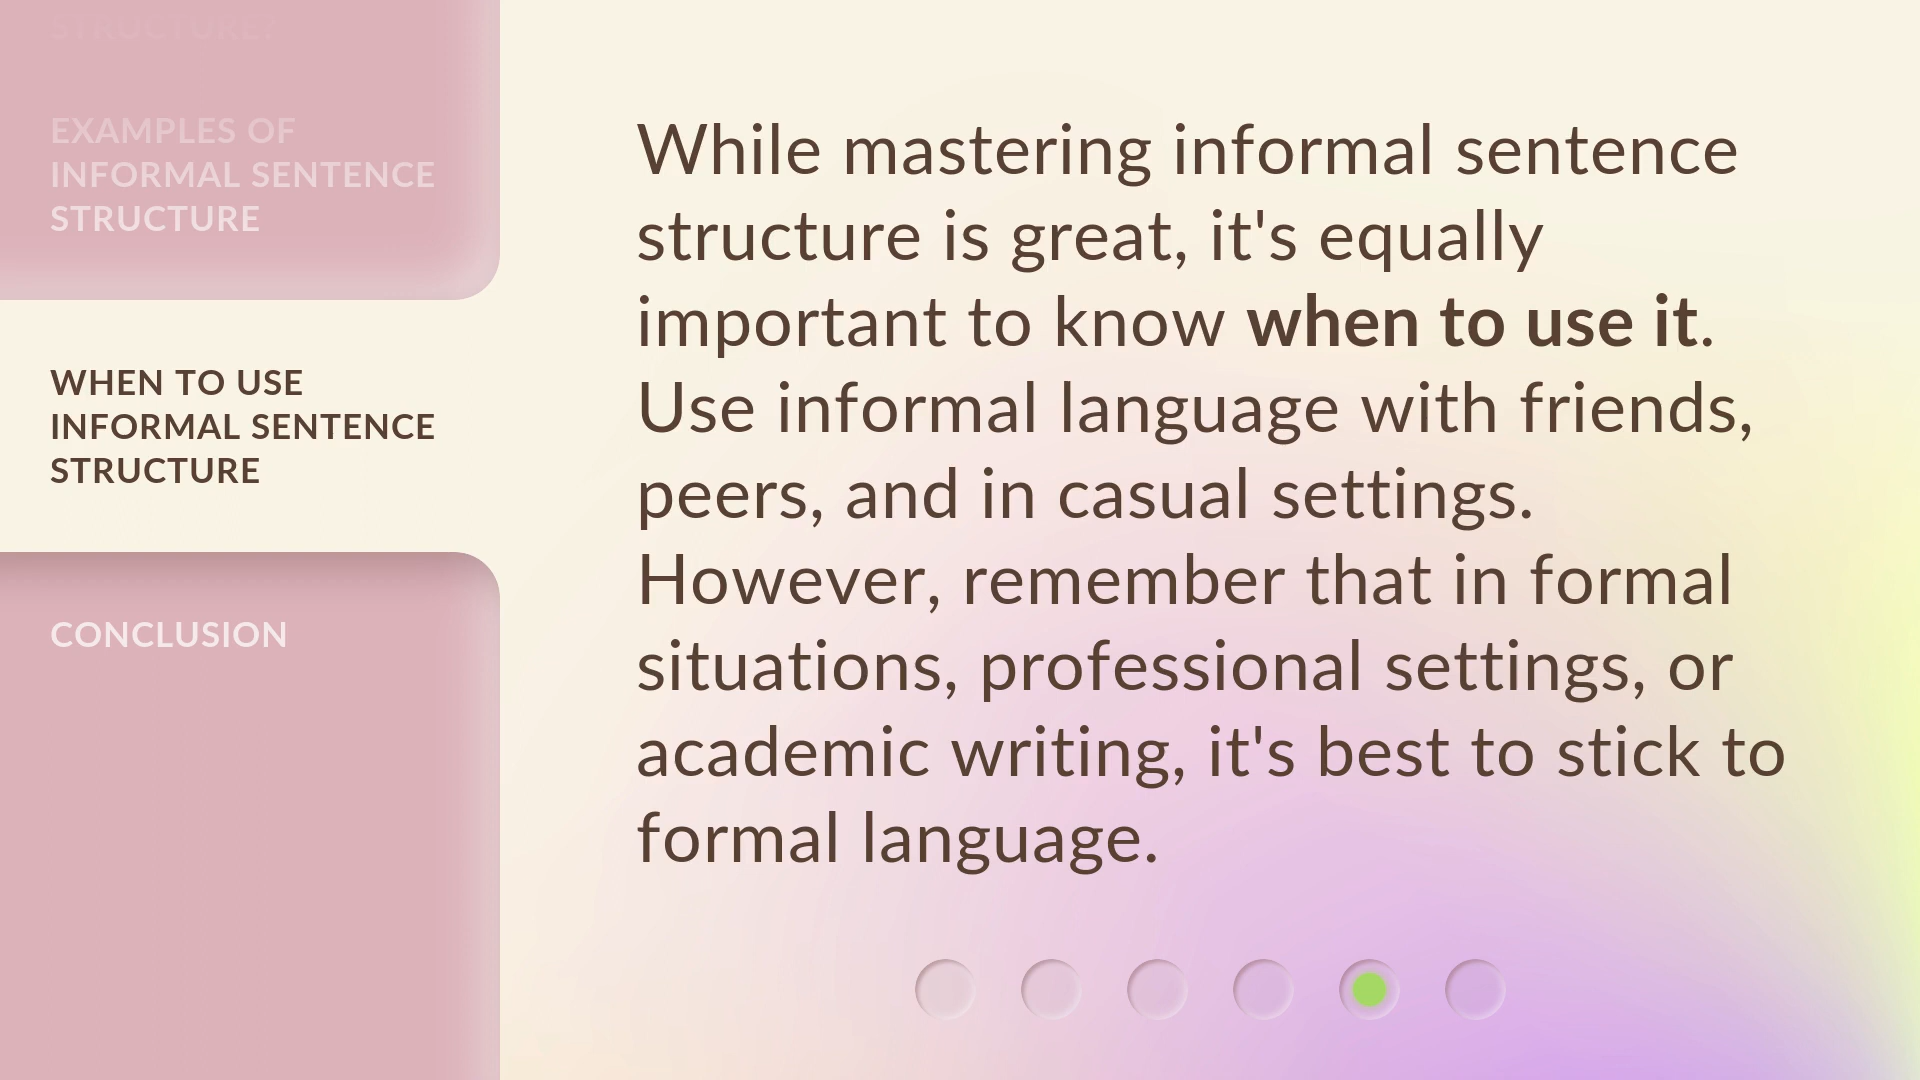 STRUCTURE?
EXAMPLES OF
INFORMAL SENTENCE
STRUCTURE
WHEN TO USE
INFORMAL SENTENCE
STRUCTURE
CONCLUSION
While mastering informal sentence
structure is great, it's equally
important to know when to use it.
Use informal language with friends,
peers, and in casual settings.
However, remember that in formal
situations, professional settings, or
academic writing, it's best to stick to
formal language.